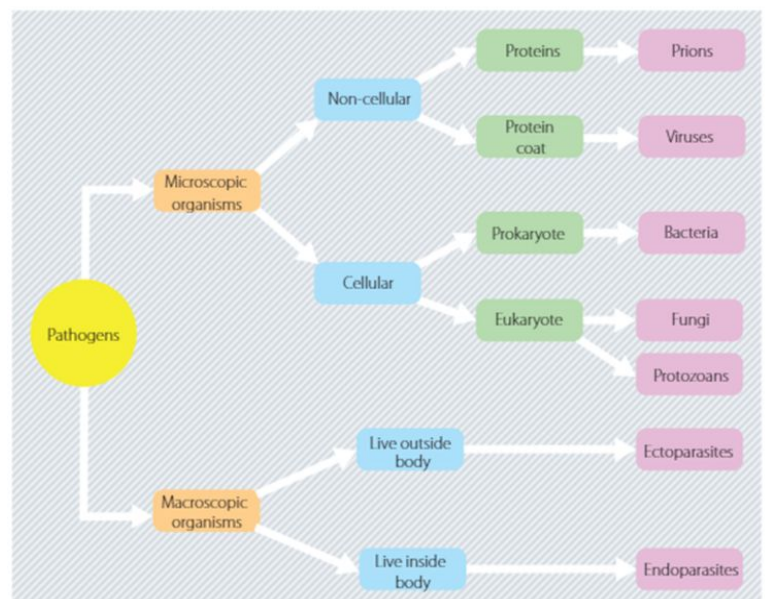 Proteins
Prions
Non-cellular
Protein
coat
Viruses
Microscopic
organisms
Prokaryote
Bacteria
Cellular
Eukaryote
Fungi
Pathogens
Protozoans
Live outside
body
Ectoparasites
Macroscopic
organisms
Live inside
body
Endoparasites